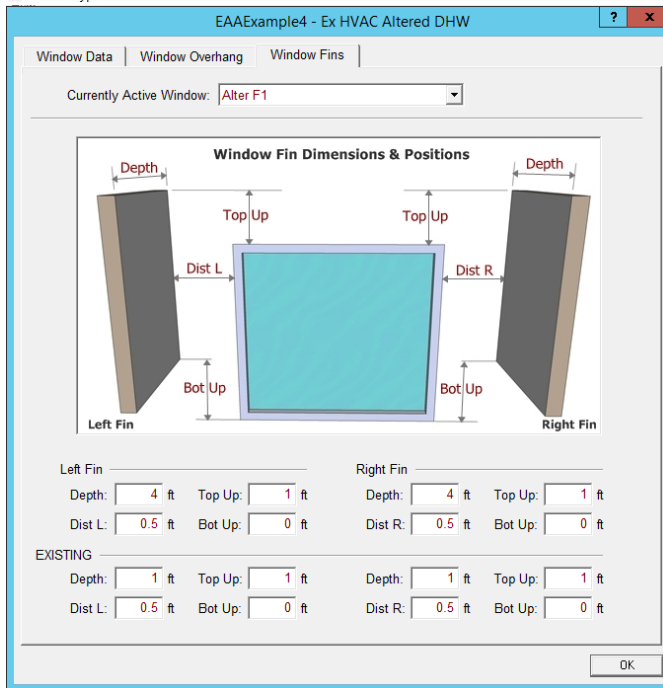 EAAExample4 - Ex HVAC Altered DHW
? x
Window Data Window Overhang Window Fins
Currently Active Window: Alter F1
Window Fin Dimensions & Positions
Depth Depth
Top Up Top Up
Dist L Dist R
Bot Up Bot Up
Left Fin Right Fin
Left Fin Right Fin
Depth: 4 ft Top Up: 1 ft Depth: 4 ft Top Up: 1 ft
Dist L: 0.5 ft Bot Up: 0 ft Dist R: 0.5 ft Bot Up: 0 ft
EXISTING
Depth: 1 ft Top Up: 1 ft Depth: 1 ft Top Up: 1 ft
Dist L: 0.5 ft Bot Up: 0 ft Dist R: 0.5 ft Bot Up: 0 ft
OK